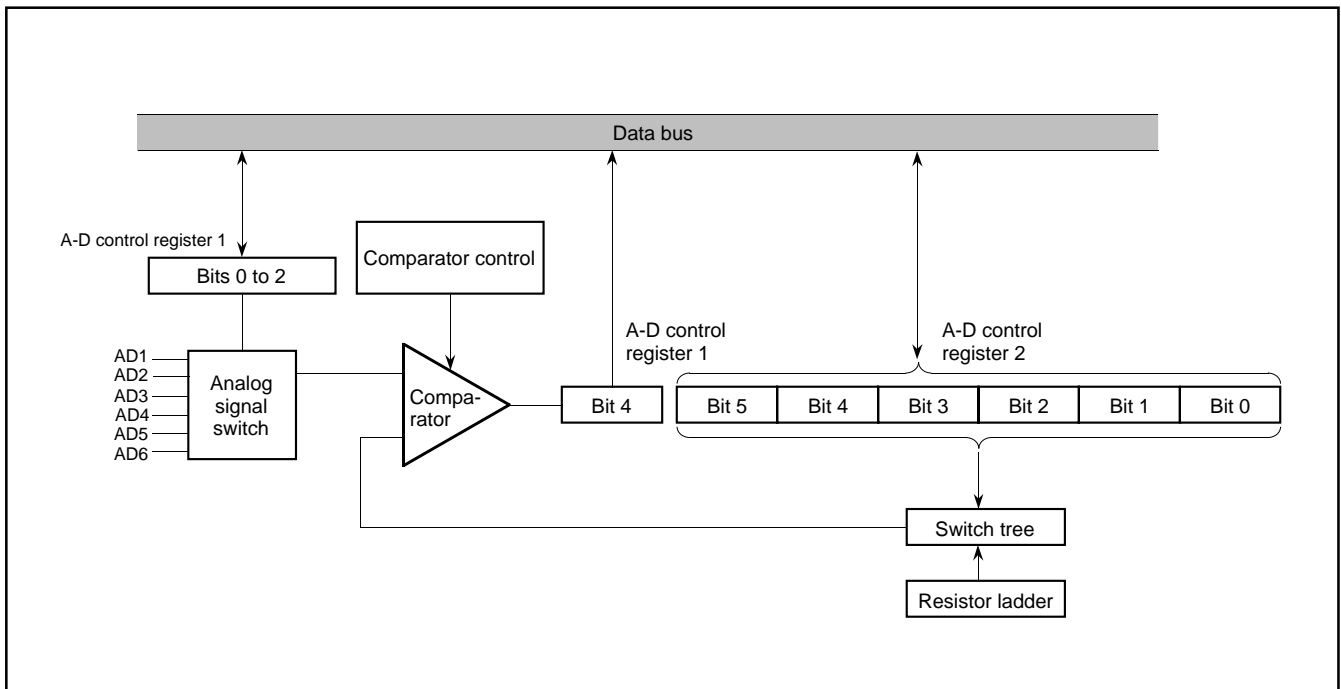 Data bus
A-D control register 1
Bits 0 to 2
Comparator control
A-D control
register 1
A-D control
register 2
AD1
AD2
AD3
AD4
AD5
AD6
Analog
signal
switch
Compa-
rator
Bit 4
Bit 5
Bit 4
Bit 3
Bit 2
Bit 1
Bit 0
Switch tree
Resistor ladder